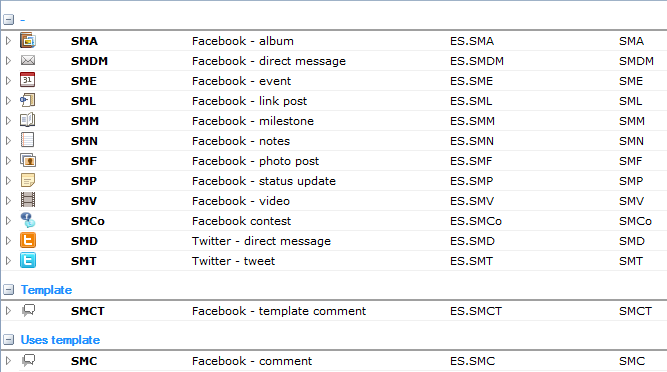 -
SMA Facebook - album ES.SMA SMA
SMDM Facebook - direct message ES.SMDM SMDM
31 SME Facebook - event ES.SME SME
SML Facebook - link post ES.SML SML
SMM Facebook - milestone ES.SMM SMM
SMN Facebook - notes ES.SMN SMN
SMF Facebook - photo post ES.SMF SMF
SMP Facebook - status update ES.SMP SMP
SMV Facebook - video ES.SMV SMV
SMCo Facebook contest ES.SMCo SMCo
SMD Twitter - direct message ES.SMD SMD
SMT Twitter - tweet ES.SMT SMT
Template
SMCT Facebook - template comment ES.SMCT SMCT
Uses template
SMC Facebook - comment ES.SMC SMC